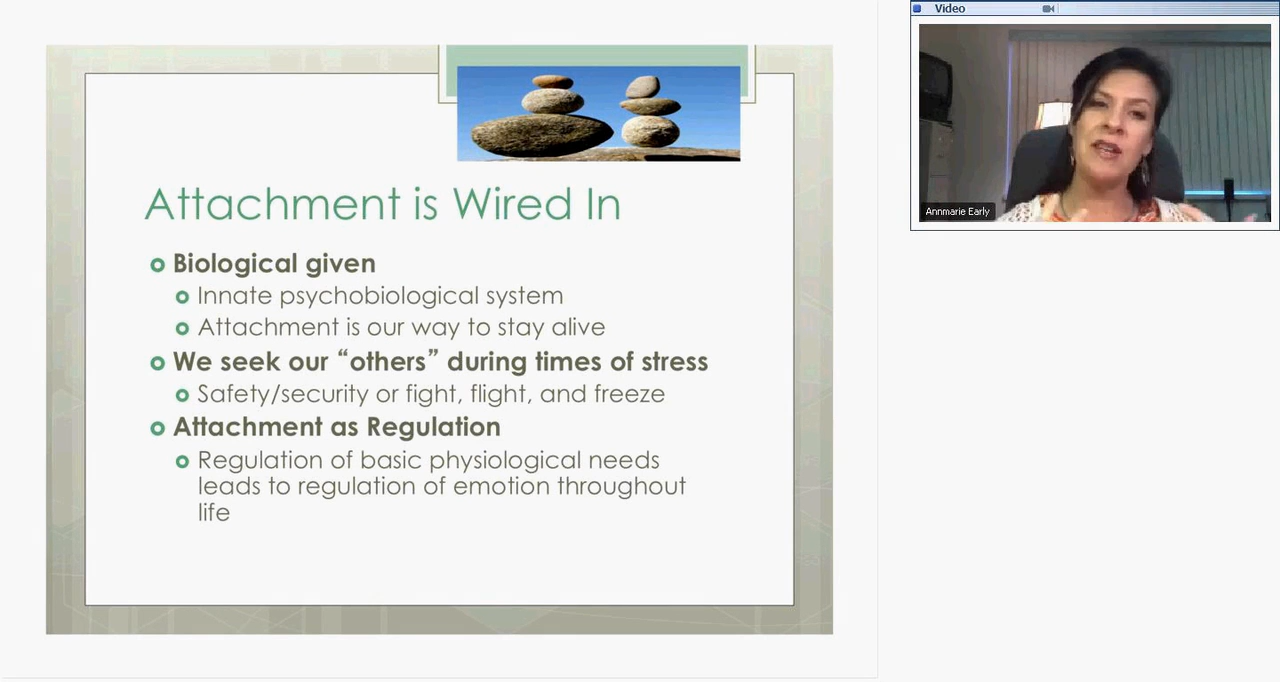 Attachment is Wired In
Biological given
Innate psychobiological system
Attachment is our way to stay alive
We seek our “others” during times of stress
Safety/security or fight, flight, and freeze
Attachment as Regulation
Regulation of basic physiological needs
leads to regulation of emotion throughout
life
Video
Annmarie Early